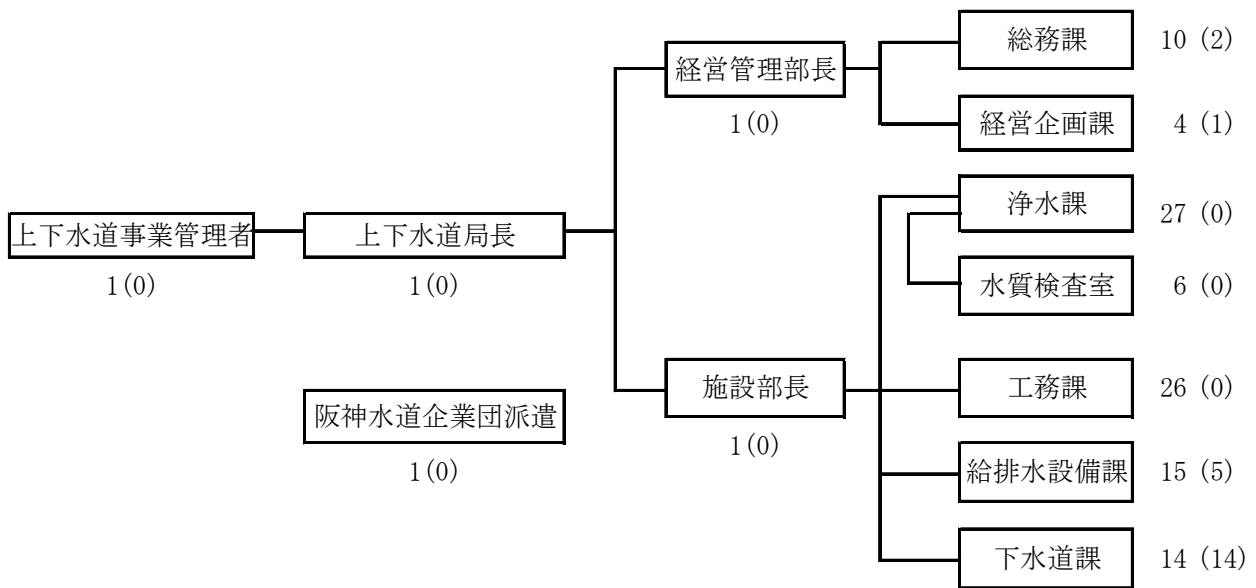 総務課 10 (2)
経営管理部長
1(0)
経営企画課 4 (1)
浄水課 27 (0)
上下水道事業管理者 上下水道局長
1(0) 1(0)
水質検査室 6 (0)
施設部長
1(0)
工務課 26 (0)
阪神水道企業団派遣
1(0)
給排水設備課 15 (5)
下水道課 14 (14)